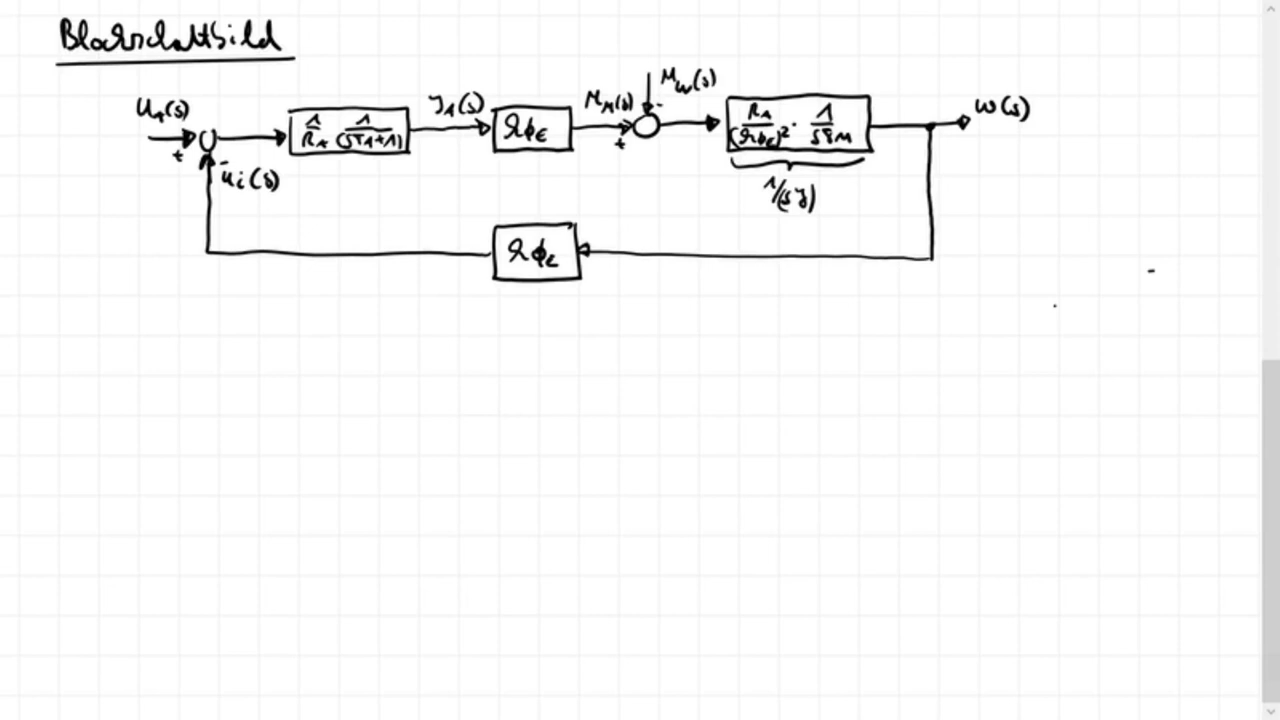 Blockschaltbild
U_A(s) + - U_i(s)
1/R_A 1/(sT_A+1)
I_A(s)
kϕ_E
M_M(s) + - M_W(s)
R_A/(kϕ_E)² · 1/sT_M
1/(sJ)
ω(s)
kϕ_E